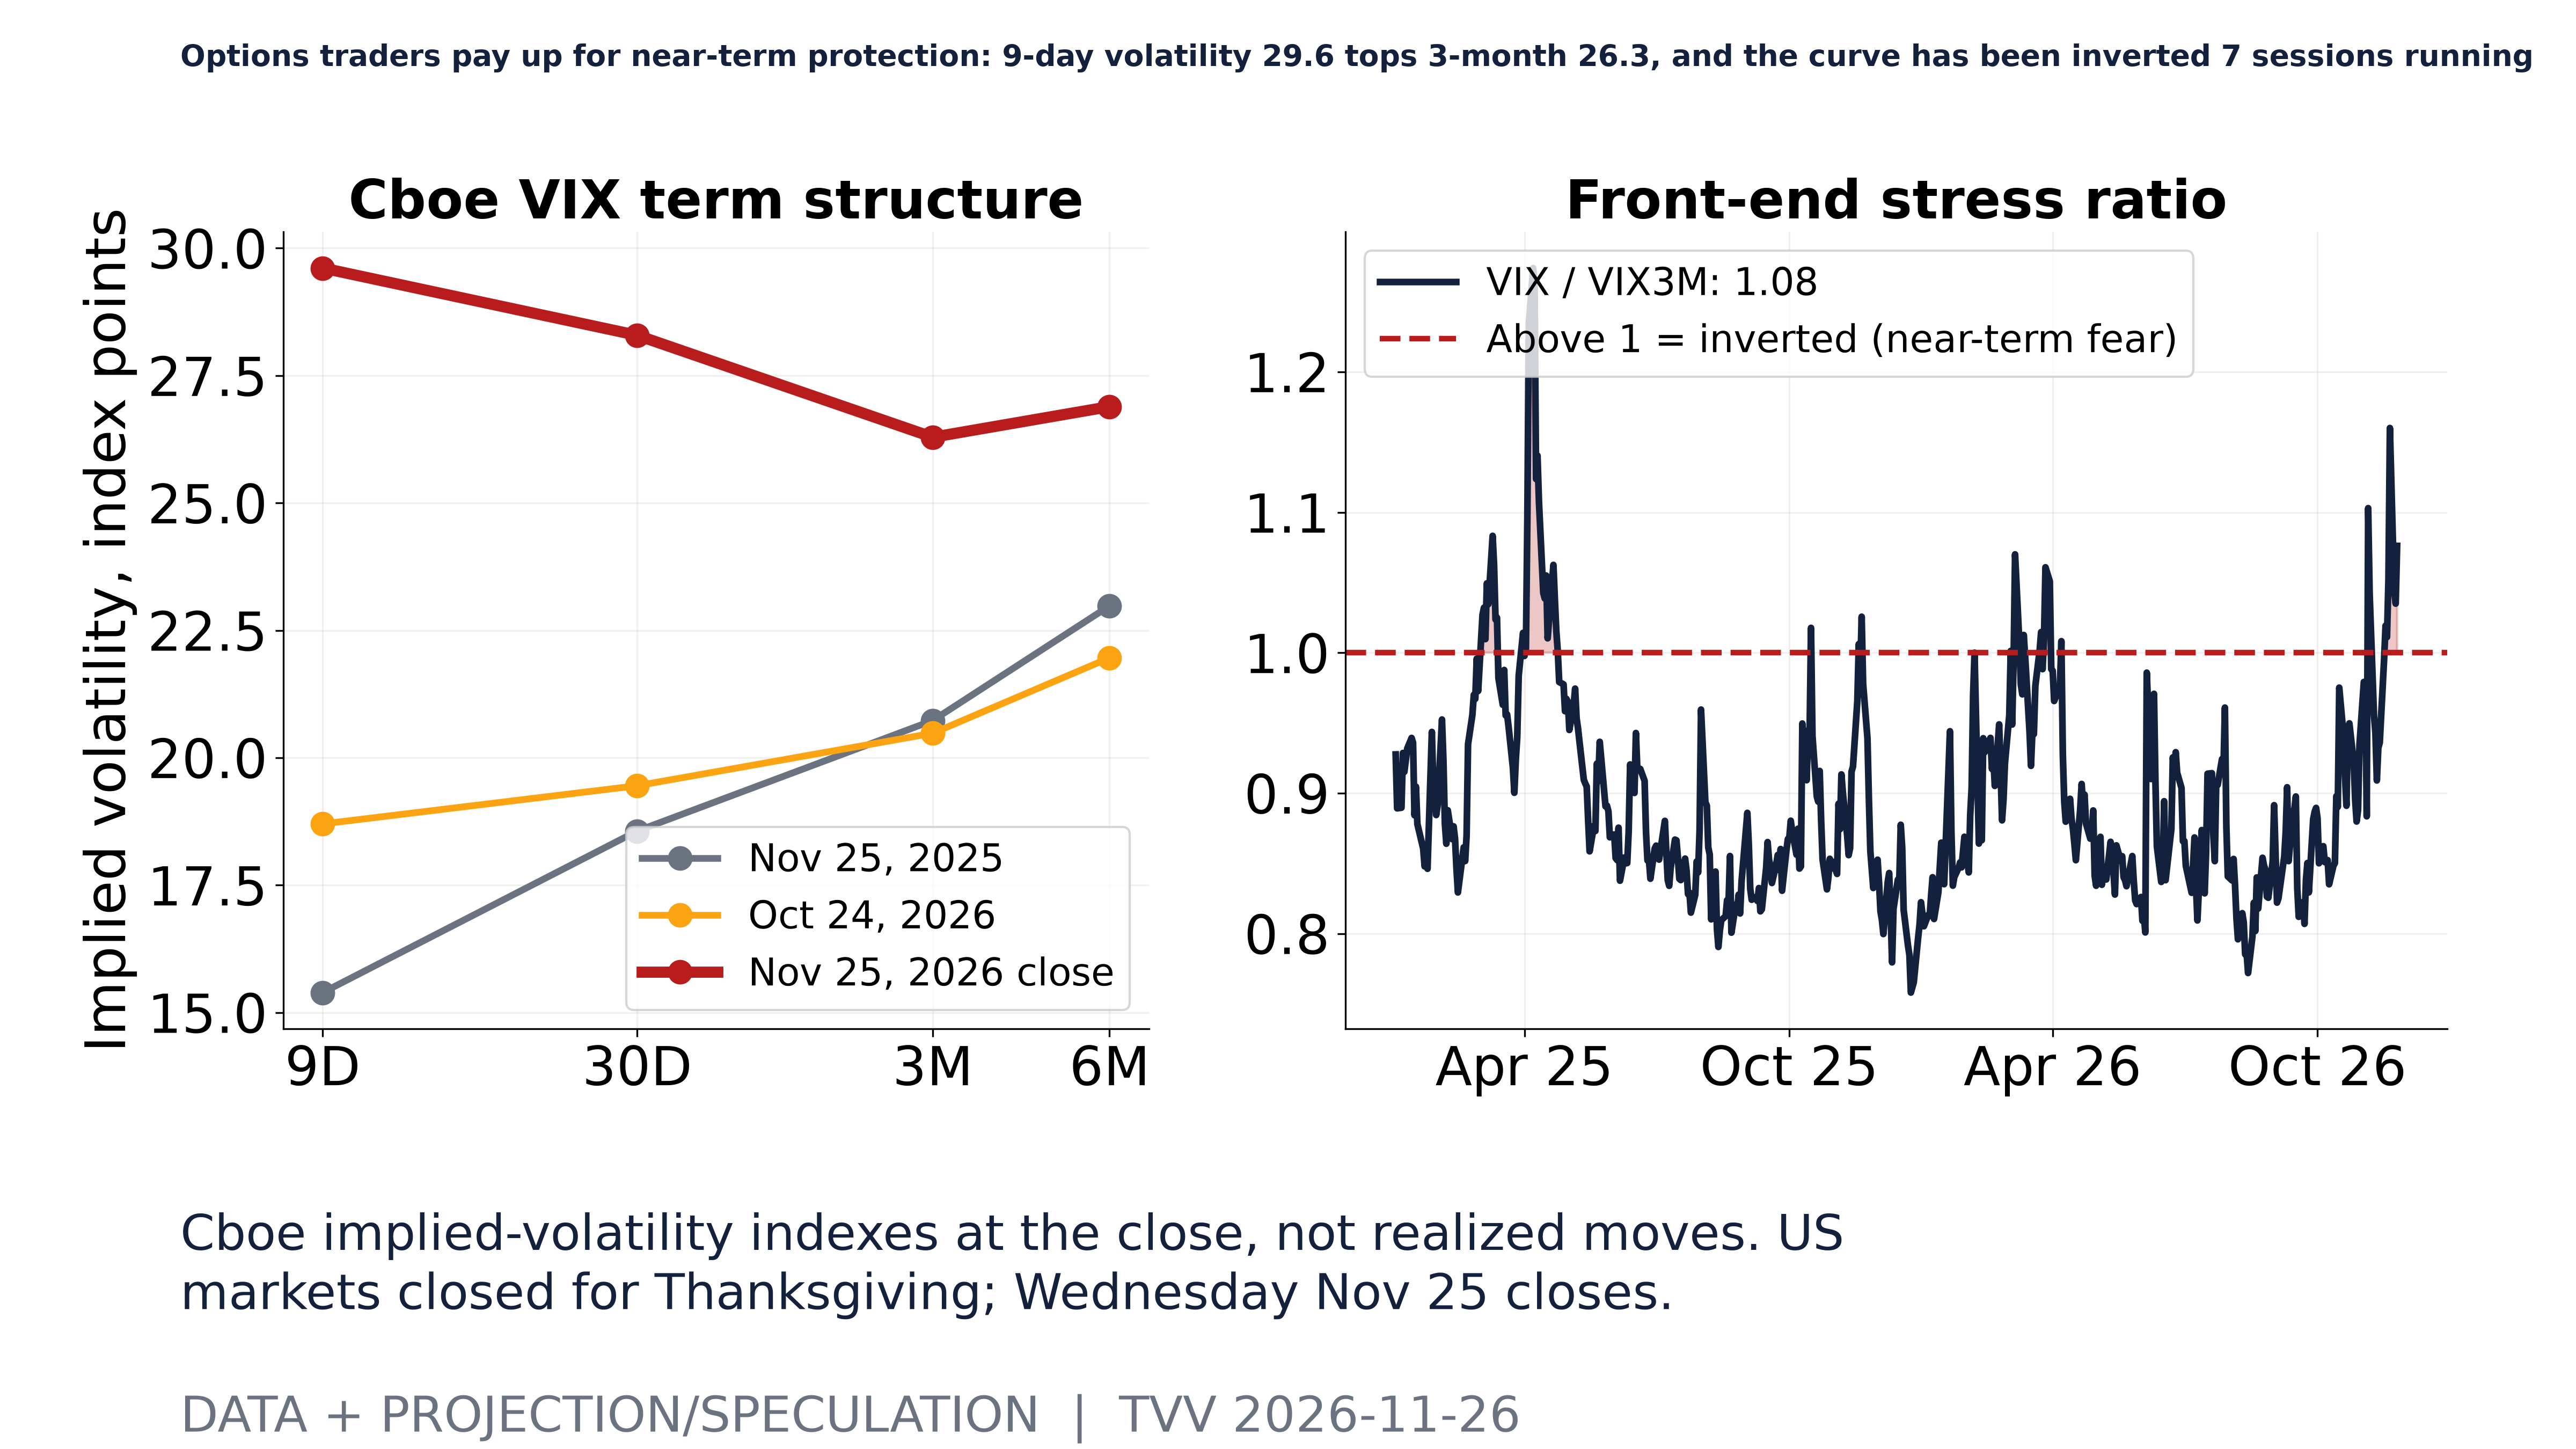 Options traders pay up for near-term protection: 9-day volatility 29.6 tops 3-month 26.3, and the curve has been inverted 7 sessions running
Cboe VIX term structure
Implied volatility, index points
30.0
27.5
25.0
22.5
20.0
17.5
15.0
9D
30D
3M
6M
Nov 25, 2025
Oct 24, 2026
Nov 25, 2026 close
Front-end stress ratio
VIX / VIX3M: 1.08
Above 1 = inverted (near-term fear)
1.2
1.1
1.0
0.9
0.8
Apr 25
Oct 25
Apr 26
Oct 26
Cboe implied-volatility indexes at the close, not realized moves. US
markets closed for Thanksgiving; Wednesday Nov 25 closes.
DATA + PROJECTION/SPECULATION | TVV 2026-11-26